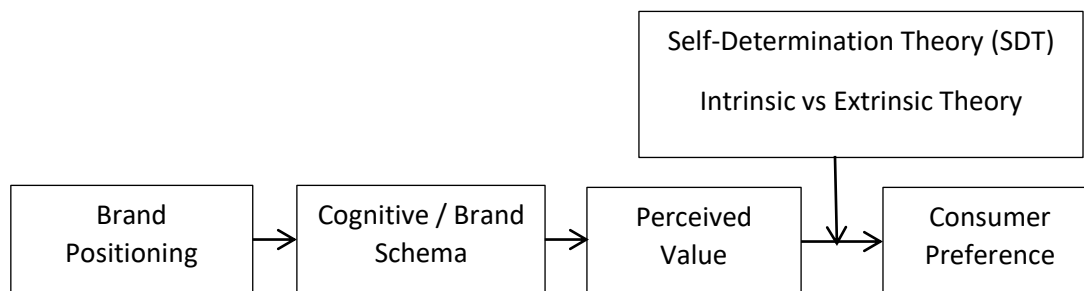 Self-Determination Theory (SDT)
Intrinsic vs Extrinsic Theory
Brand
Positioning
Cognitive / Brand
Schema
Perceived
Value
Consumer
Preference